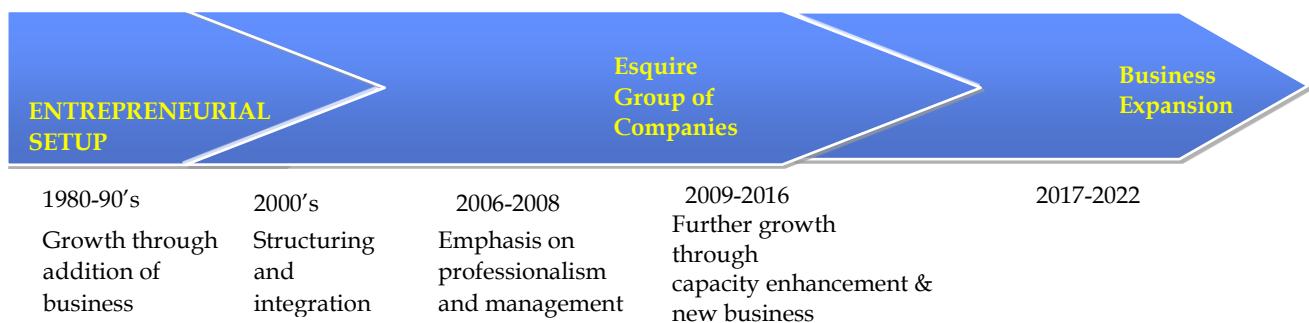 ENTREPRENEURIAL
SETUP
Esquire
Group of
Companies
Business
Expansion
1980-90’s
Growth through
addition of
business
2000’s
Structuring
and
integration
2006-2008
Emphasis on
professionalism
and management
2009-2016
Further growth
through
capacity enhancement &
new business
2017-2022